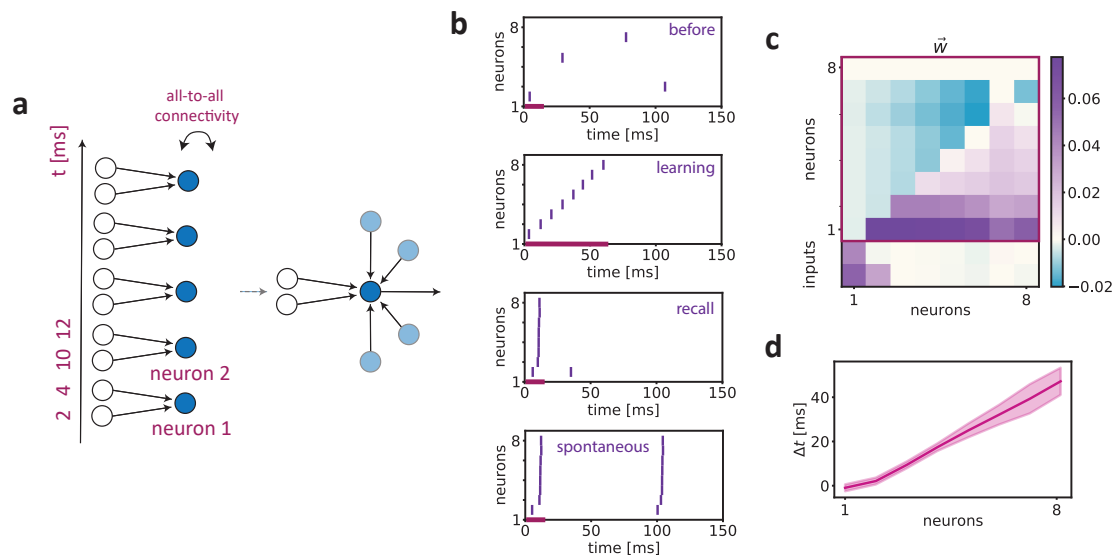 a
all-to-all
connectivity
t [ms]
2 4 10 12
neuron 2
neuron 1
b
before
8
neurons
1
0 50 100 150
time [ms]
learning
8
neurons
1
0 50 100 150
time [ms]
recall
8
neurons
1
0 50 100 150
time [ms]
spontaneous
8
neurons
1
0 50 100 150
time [ms]
c
W
8
neurons
1
inputs
1 8
neurons
0.06
0.04
0.02
0.00
−0.02
d
40
20
0
Δt [ms]
1 8
neurons